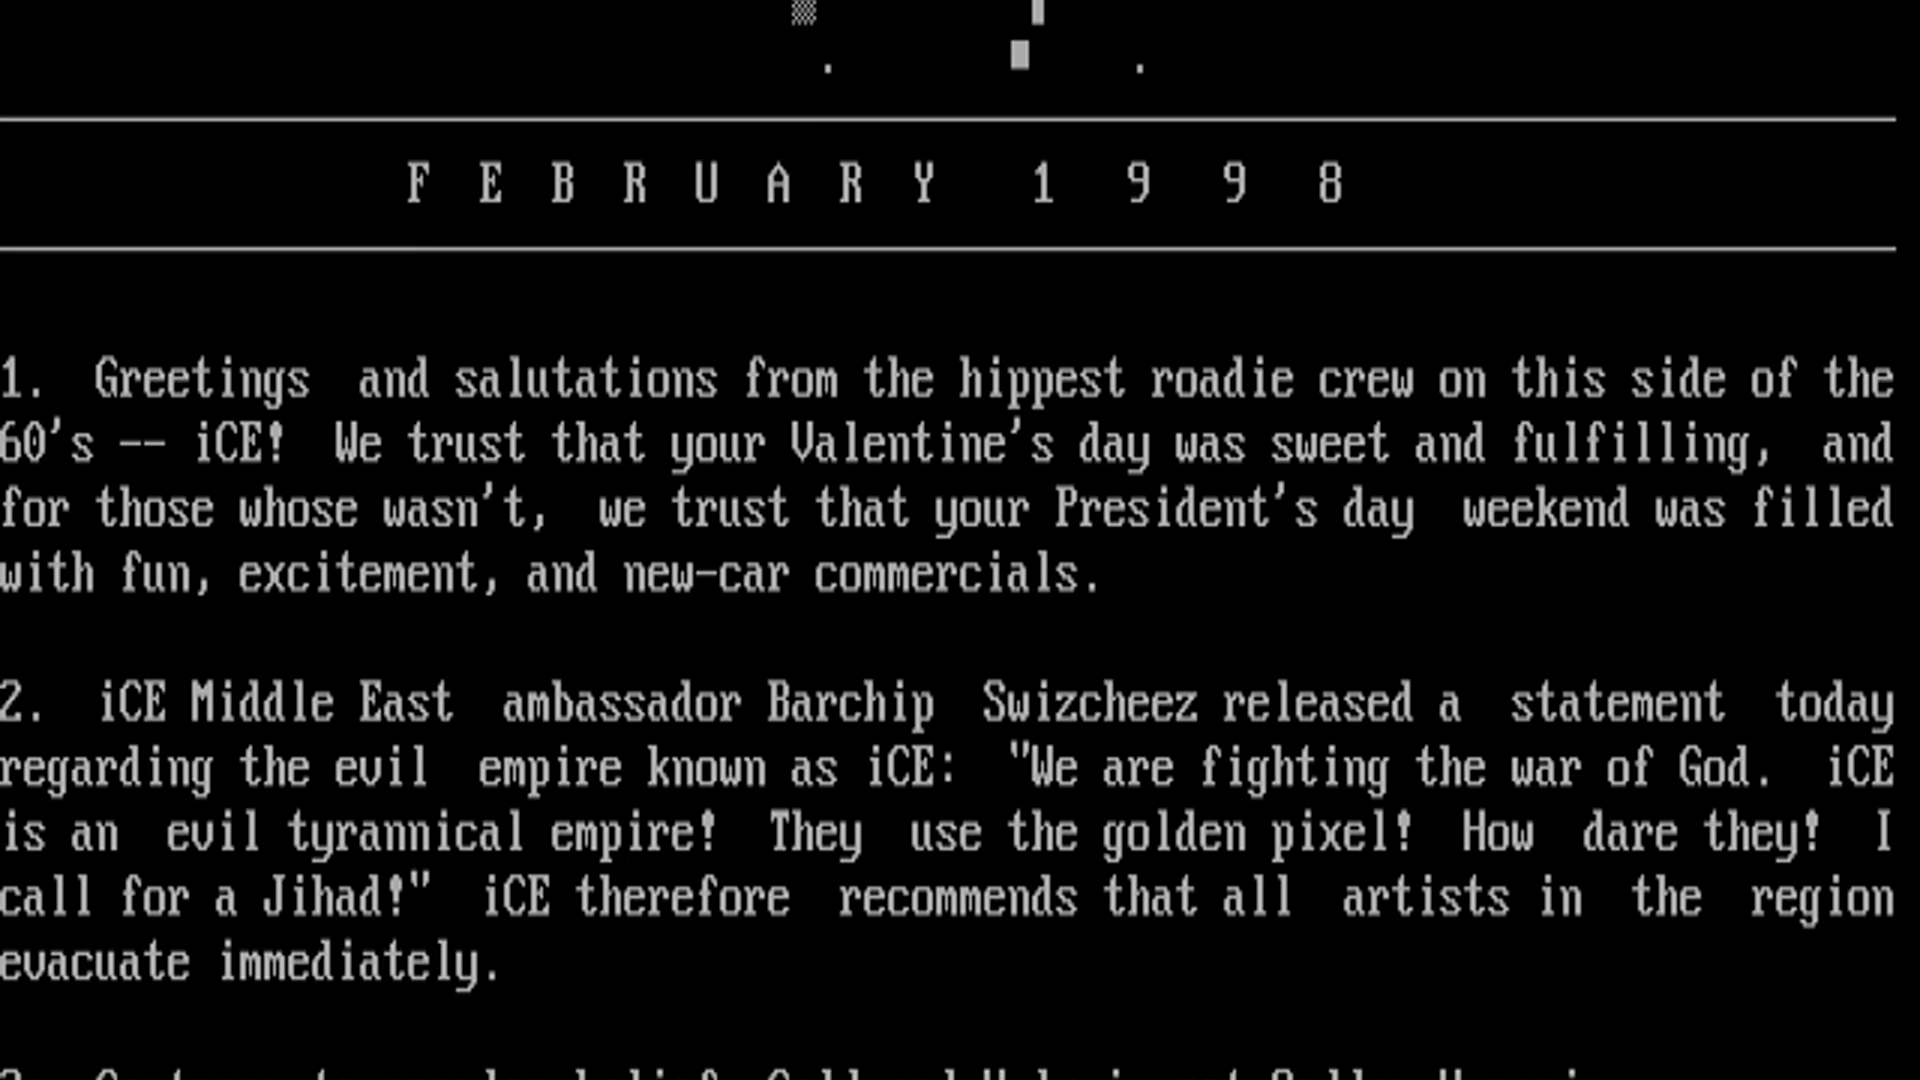 F E B R U A R Y 1 9 9 8
1. Greetings and salutations from the hippest roadie crew on this side of the
60's -- iCE! We trust that your Valentine's day was sweet and fulfilling, and
for those whose wasn't, we trust that your President's day weekend was filled
with fun, excitement, and new-car commercials.
2. iCE Middle East ambassador Barchip Swizcheez released a statement today
regarding the evil empire known as iCE: "We are fighting the war of God. iCE
is an evil tyrannical empire! They use the golden pixel! How dare they! I
call for a Jihad!" iCE therefore recommends that all artists in the region
evacuate immediately.